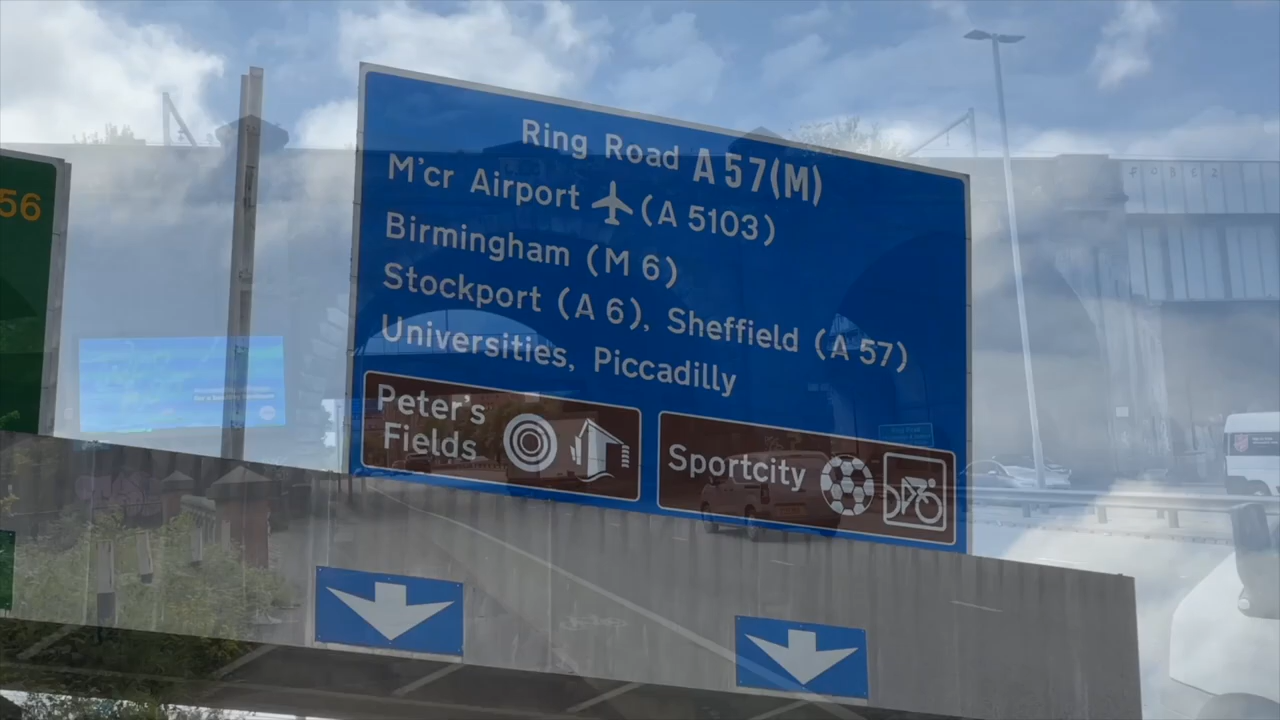 56
Ring Road A57(M)
M'cr Airport (A 5103)
Birmingham (M 6)
Stockport (A 6), Sheffield (A 57)
Universities, Piccadilly
Peter's
Fields
Sportcity